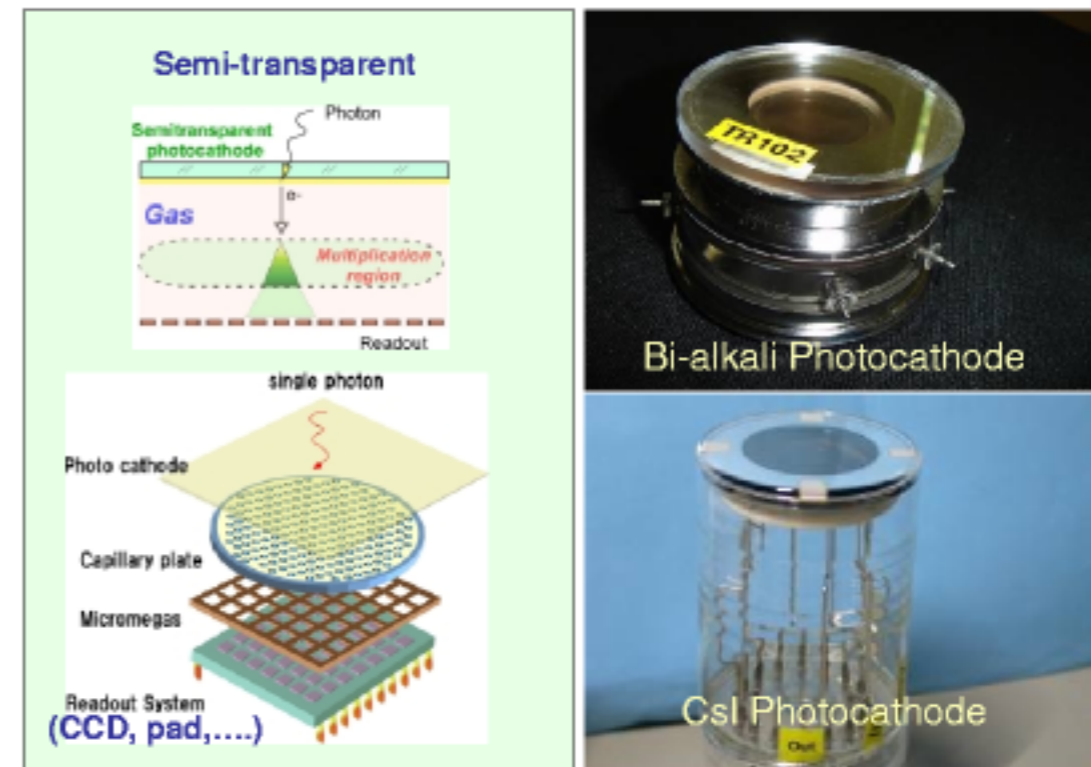 Semi-transparent
Photon
Semitransparent
photocathode
e-
Gas
Multiplication
region
Readout
single photon
Photo cathode
Capillary plate
Micromegas
Readout System
(CCD, pad,....)
TR102
Bi-alkali Photocathode
CsI Photocathode
Out